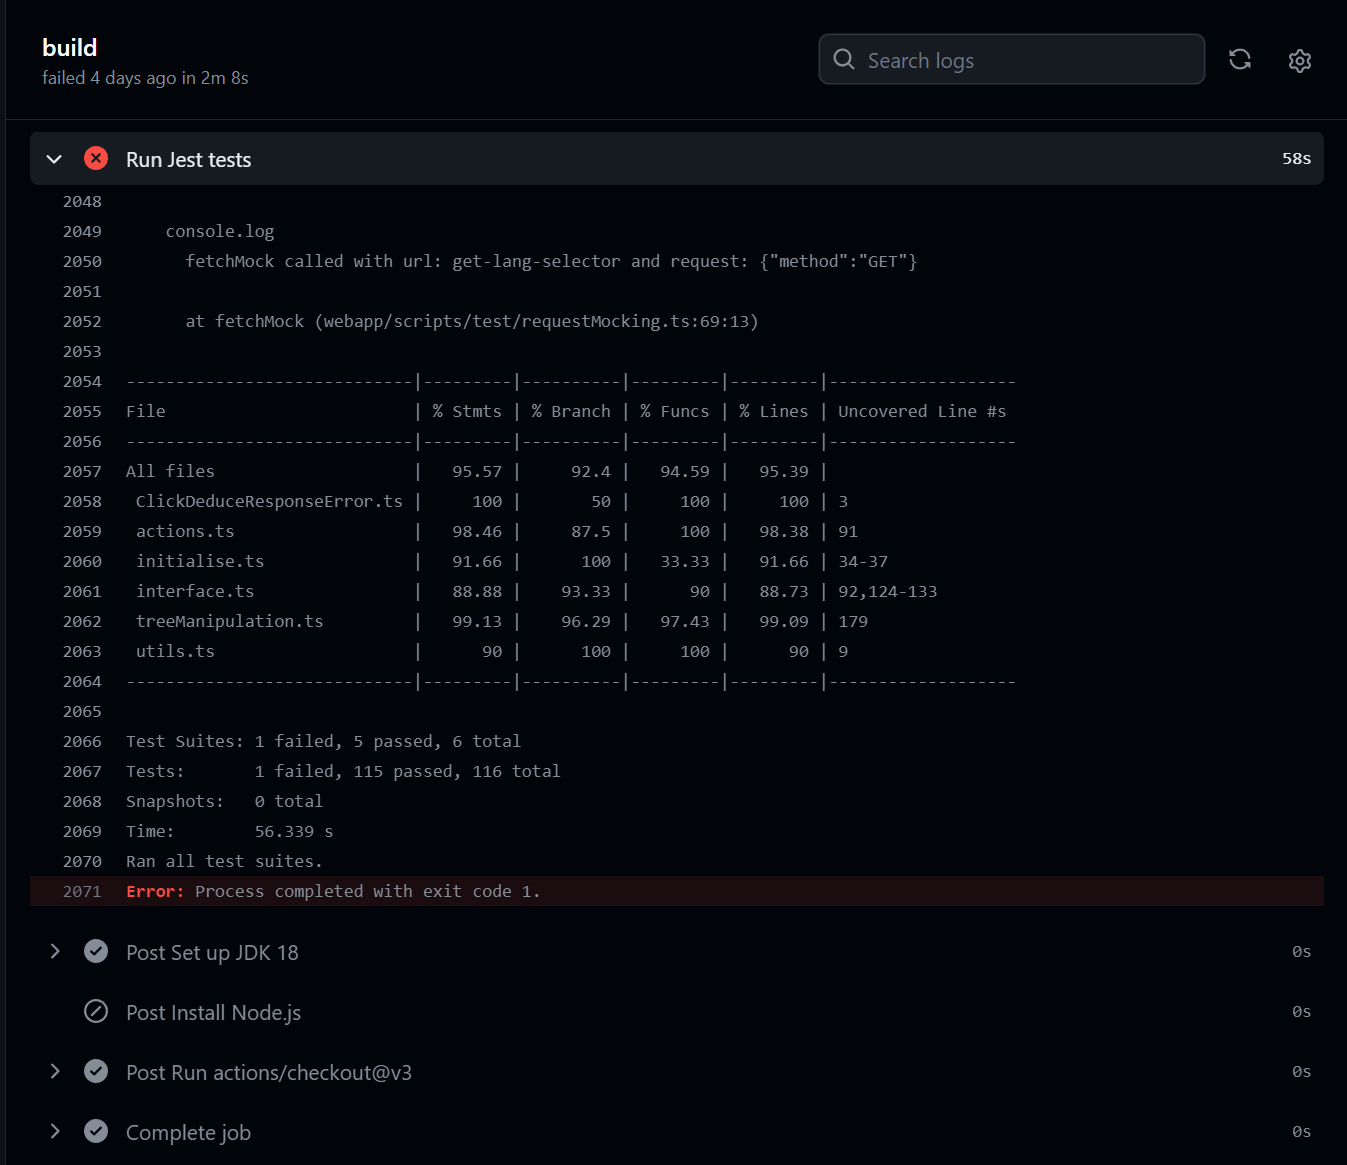 build
failed 4 days ago in 2m 8s
Search logs
Run Jest tests 58s
2048
2049 console.log
2050 fetchMock called with url: get-lang-selector and request: {"method":"GET"}
2051
2052 at fetchMock (webapp/scripts/test/requestMocking.ts:69:13)
2053
2054 -----------------------------|---------|----------|---------|---------|-------------------
2055 File | % Stmts | % Branch | % Funcs | % Lines | Uncovered Line #s
2056 -----------------------------|---------|----------|---------|---------|-------------------
2057 All files | 95.57 | 92.4 | 94.59 | 95.39 |
2058 ClickDeduceResponseError.ts | 100 | 50 | 100 | 100 | 3
2059 actions.ts | 98.46 | 87.5 | 100 | 98.38 | 91
2060 initialise.ts | 91.66 | 100 | 33.33 | 91.66 | 34-37
2061 interface.ts | 88.88 | 93.33 | 90 | 88.73 | 92,124-133
2062 treeManipulation.ts | 99.13 | 96.29 | 97.43 | 99.09 | 179
2063 utils.ts | 90 | 100 | 100 | 90 | 9
2064 -----------------------------|---------|----------|---------|---------|-------------------
2065
2066 Test Suites: 1 failed, 5 passed, 6 total
2067 Tests: 1 failed, 115 passed, 116 total
2068 Snapshots: 0 total
2069 Time: 56.339 s
2070 Ran all test suites.
2071 Error: Process completed with exit code 1.
Post Set up JDK 18 0s
Post Install Node.js 0s
Post Run actions/checkout@v3 0s
Complete job 0s